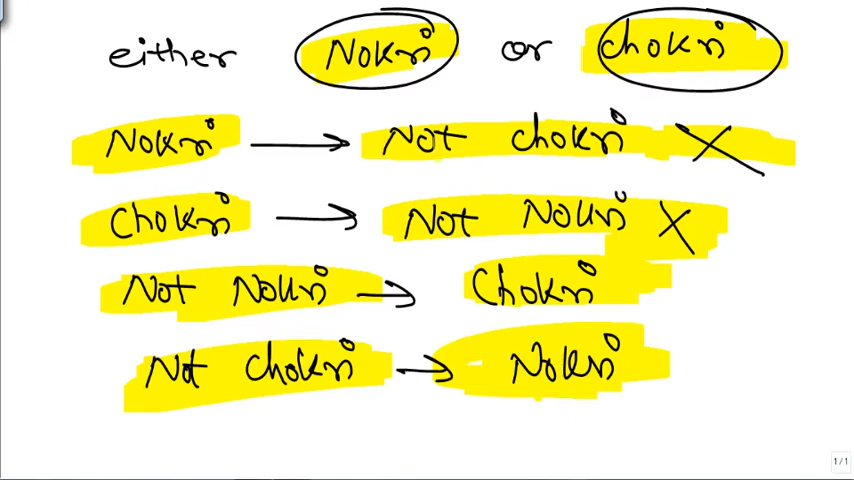 either Nokri or chokri
Nokri → Not chokri X
Chokri → Not Nokri X
Not Nokri → Chokri
Not chokri → Nokri
1/1